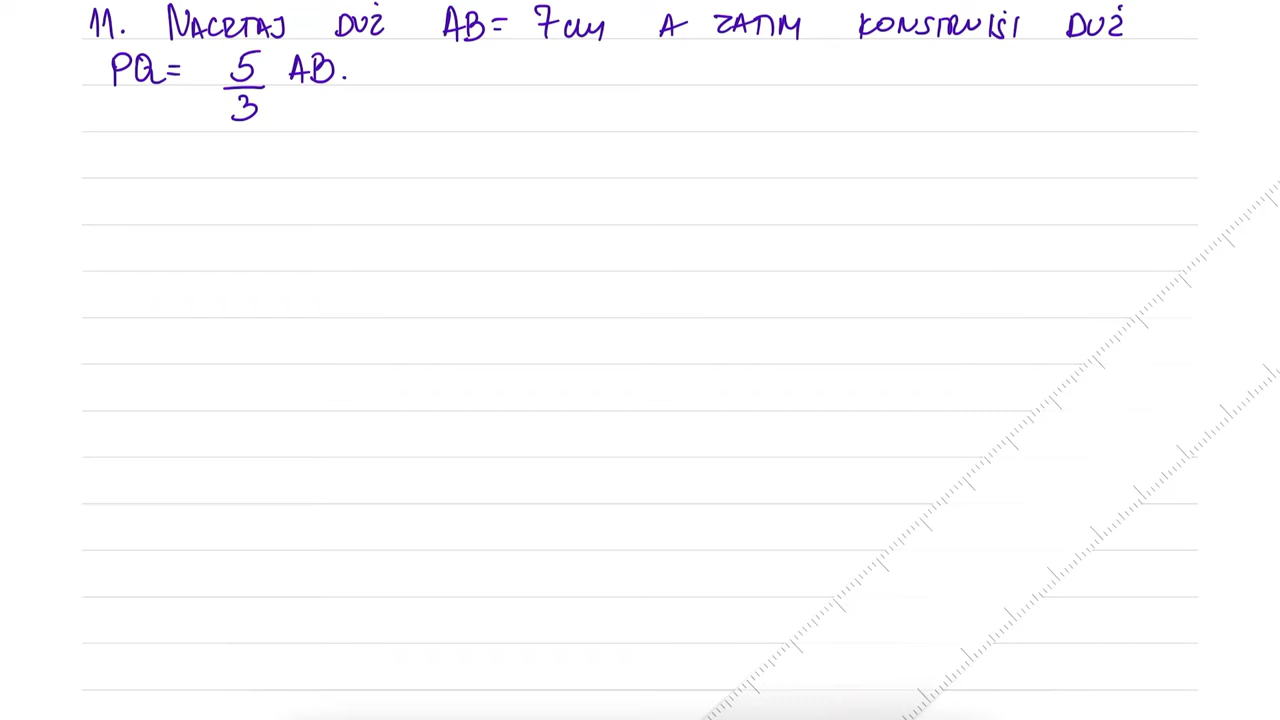 11. NACRTAJ DUŽ AB = 7cm A ZATIM KONSTRUIŠI DUŽ
PQ = 5/3 AB.